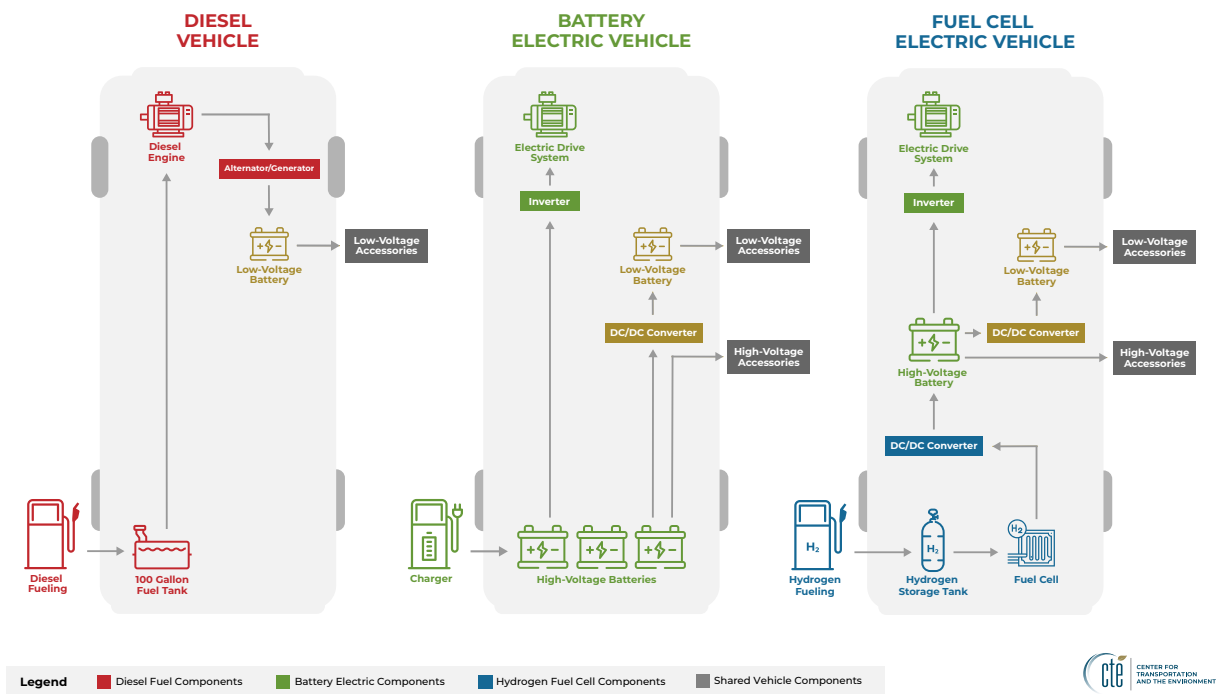 DIESEL
VEHICLE
Diesel
Engine
Alternator/Generator
Low-Voltage
Battery
Low-Voltage
Accessories
Diesel
Fueling
100 Gallon
Fuel Tank
BATTERY
ELECTRIC VEHICLE
Electric Drive
System
Inverter
Low-Voltage
Battery
Low-Voltage
Accessories
DC/DC Converter
High-Voltage
Accessories
Charger
High-Voltage Batteries
FUEL CELL
ELECTRIC VEHICLE
Electric Drive
System
Inverter
Low-Voltage
Battery
Low-Voltage
Accessories
DC/DC Converter
High-Voltage
Battery
High-Voltage
Accessories
DC/DC Converter
H₂
Hydrogen
Fueling
H₂
Hydrogen
Storage Tank
H₂
Fuel Cell
Legend
Diesel Fuel Components
Battery Electric Components
Hydrogen Fuel Cell Components
Shared Vehicle Components
cte
CENTER FOR
TRANSPORTATION
AND THE ENVIRONMENT